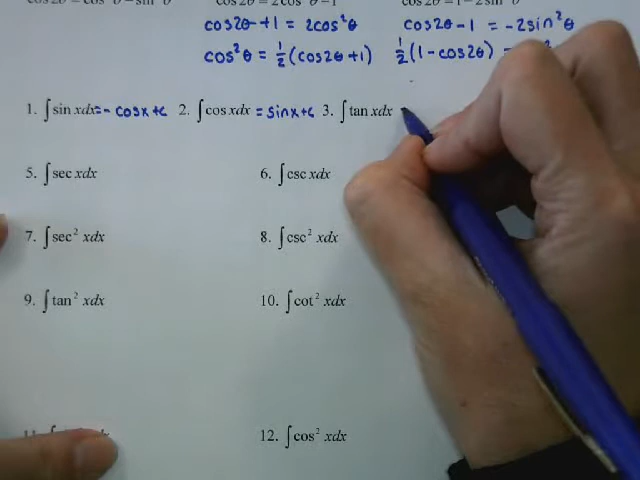 cos2θ+1 = 2cos²θ cos2θ-1 = -2sin²θ
cos²θ = ½(cos2θ+1) ½(1-cos2θ) =
1. ∫sin xdx = -cosx+c 2. ∫cos xdx = sinx+c 3. ∫tan xdx
5. ∫sec xdx 6. ∫csc xdx
7. ∫sec² xdx 8. ∫csc² xdx
9. ∫tan² xdx 10. ∫cot² xdx
12. ∫cos² xdx